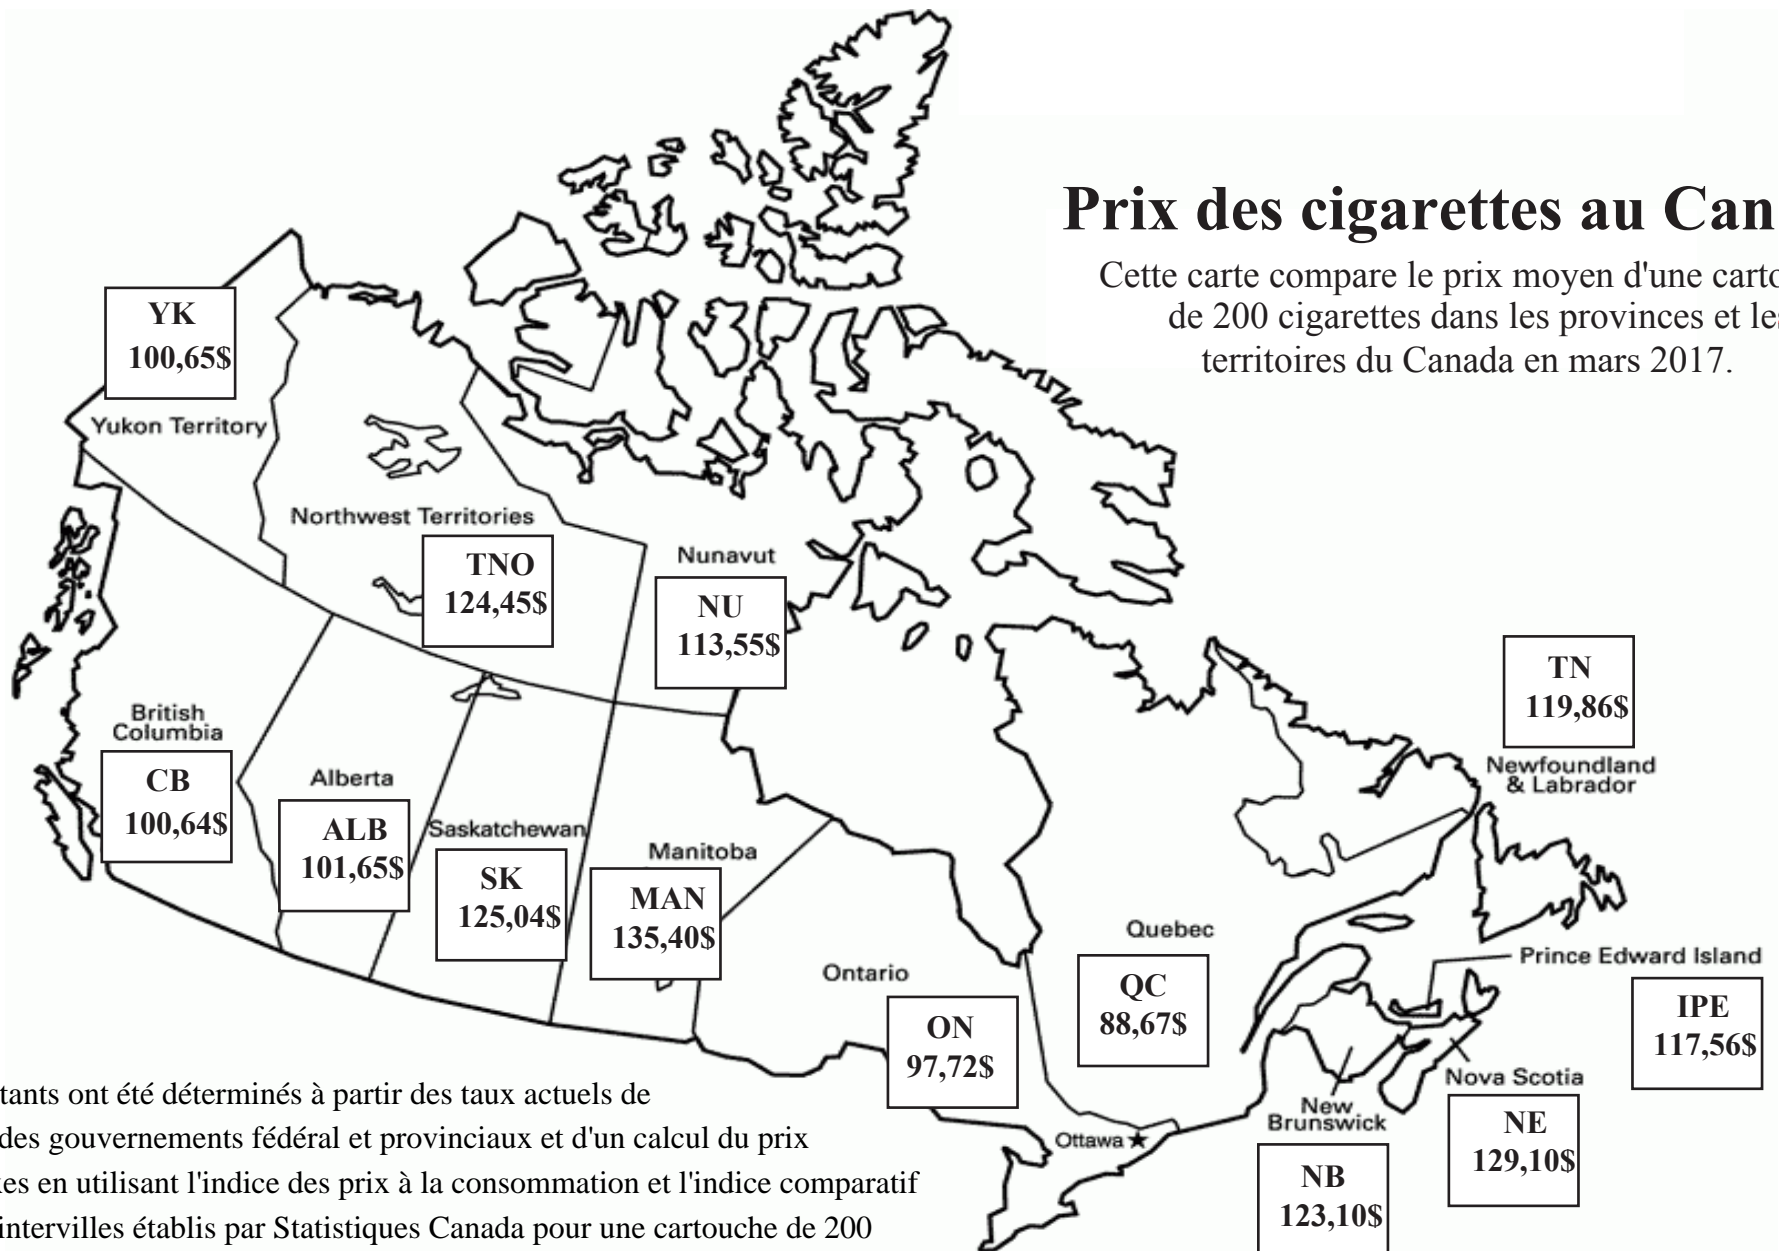 Prix des cigarettes au Can
Cette carte compare le prix moyen d'une carto
de 200 cigarettes dans les provinces et les
territoires du Canada en mars 2017.
YK
100,65$
Yukon Territory
Northwest Territories
TNO
124,45$
Nunavut
NU
113,55$
British
Columbia
CB
100,64$
Alberta
ALB
101,65$
Saskatchewan
SK
125,04$
Manitoba
MAN
135,40$
Ontario
ON
97,72$
Quebec
QC
88,67$
TN
119,86$
Newfoundland
& Labrador
Prince Edward Island
IPE
117,56$
Nova Scotia
NE
129,10$
New
Brunswick
NB
123,10$
Ottawa
tants ont été déterminés à partir des taux actuels de
des gouvernements fédéral et provinciaux et d'un calcul du prix
es en utilisant l'indice des prix à la consommation et l'indice comparatif
intervilles établis par Statistiques Canada pour une cartouche de 200